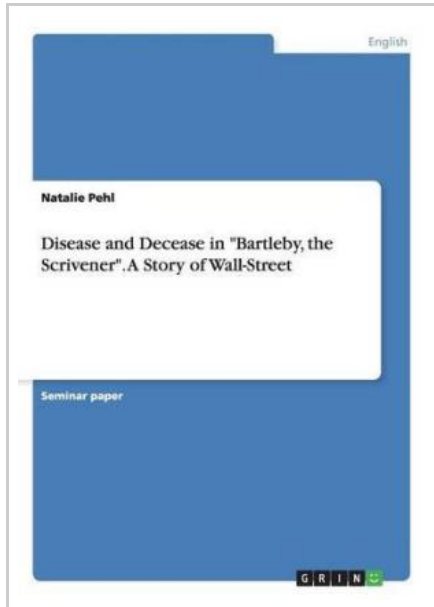 English
Natalie Pehl
Disease and Decease in "Bartleby, the
Scrivener". A Story of Wall-Street
Seminar paper
GRIN